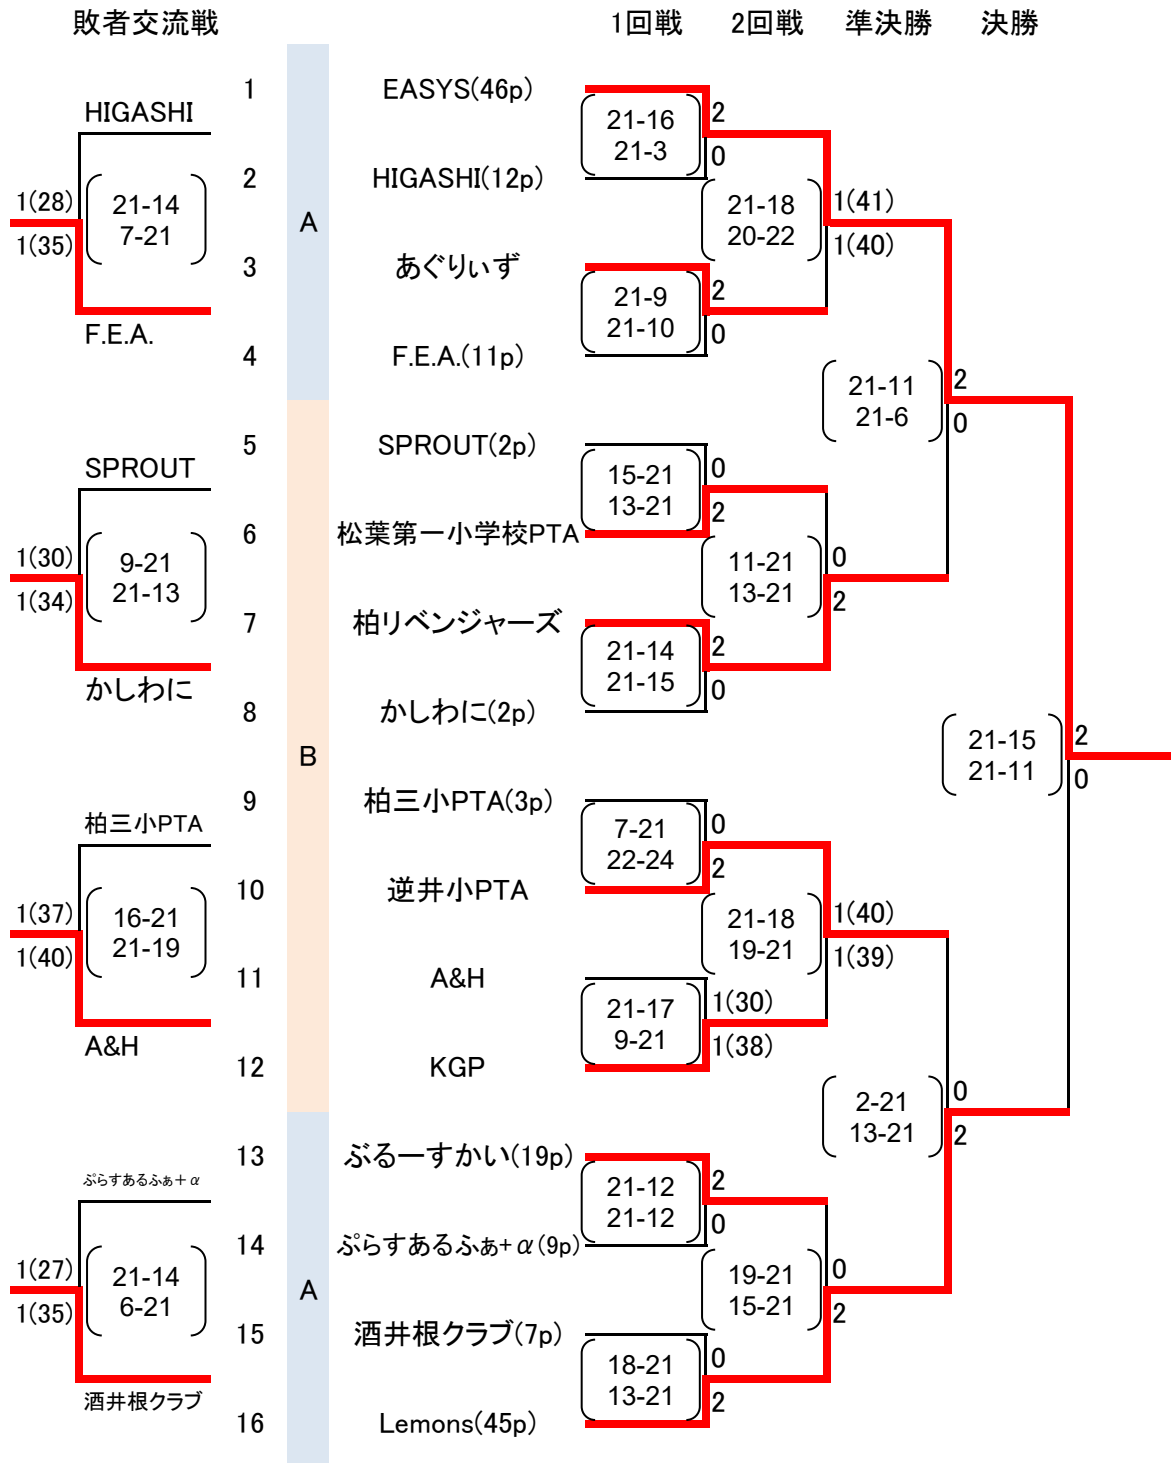 敗者交流戦 1回戦 2回戦 準決勝 決勝
1 EASYS(46p)
HIGASHI
21-16 2
21-3 0
2 HIGASHI(12p)
1(28) 21-14 A 21-18 1(41)
1(35) 7-21 20-22 1(40)
3 あぐりぃず
21-9 2
21-10 0
F.E.A.
4 F.E.A.(11p)
21-11 2
21-6 0
5 SPROUT(2p)
SPROUT
15-21 0
13-21 2
6 松葉第一小学校PTA
1(30) 9-21 11-21 0
1(34) 21-13 13-21 2
7 柏リベンジャーズ
21-14 2
21-15 0
かしわに
8 かしわに(2p)
B
21-15 2
21-11 0
9 柏三小PTA(3p)
柏三小PTA
7-21 0
22-24 2
10 逆井小PTA
1(37) 16-21 21-18 1(40)
1(40) 21-19 19-21 1(39)
11 A&H
21-17 1(30)
9-21 1(38)
A&H
12 KGP
2-21 0
13-21 2
13 ぶるーすかい(19p)
ぷらすあるふぁ＋α
21-12 2
21-12 0
14 ぷらすあるふぁ+α(9p)
1(27) 21-14 A 19-21 0
1(35) 6-21 15-21 2
15 酒井根クラブ(7p)
18-21 0
13-21 2
酒井根クラブ
16 Lemons(45p)